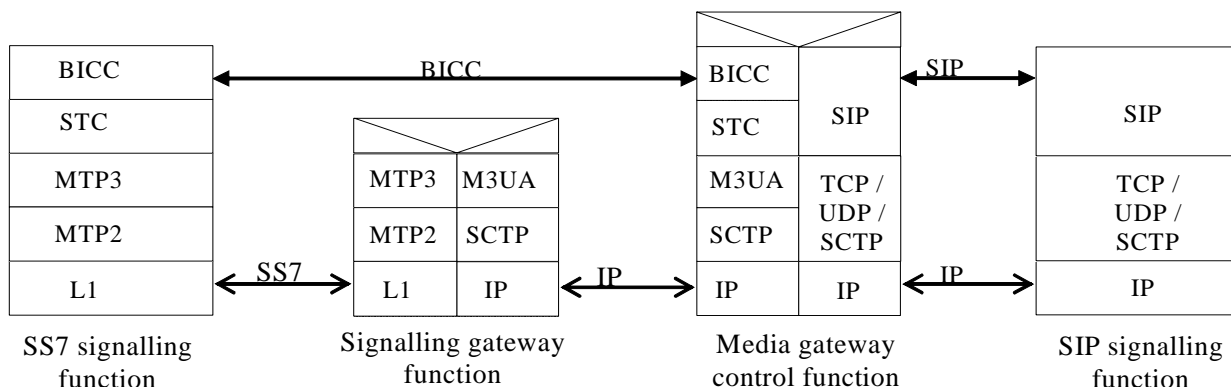 BICC
STC
MTP3
MTP2
L1
SS7 signalling
function
BICC
SS7
MTP3 M3UA
MTP2 SCTP
L1 IP
Signalling gateway
function
IP
BICC
STC
M3UA
SCTP
IP
SIP
TCP /
UDP /
SCTP
IP
Media gateway
control function
SIP
IP
SIP
TCP /
UDP /
SCTP
IP
SIP signalling
function